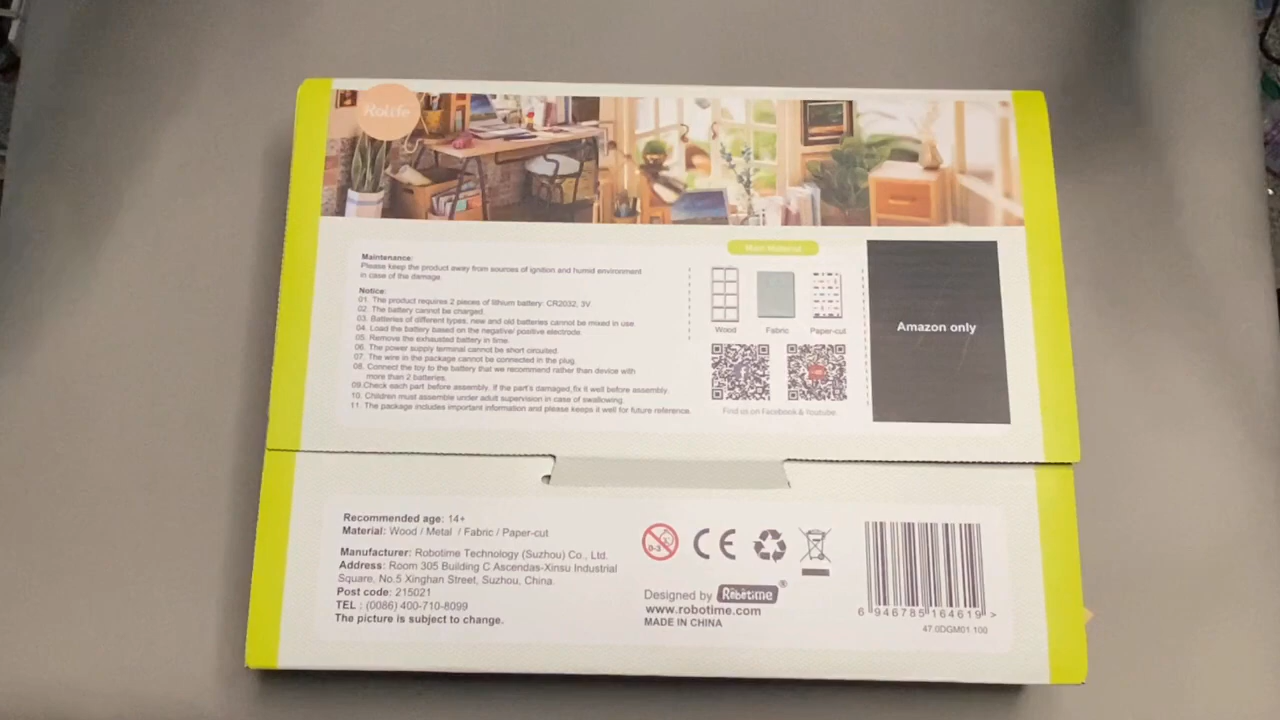 Rolife
Maintenance:
Please keep the product away from sources of ignition and humid environment
in case of the damage.
Notice:
01. The product requires 2 pieces of lithium battery: CR2032, 3V.
02. The battery cannot be charged.
03. Batteries of different types, new and old batteries cannot be mixed in use.
04. Load the battery based on the negative/ positive electrode.
05. Remove the exhausted battery in time.
06. The power supply terminal cannot be short circuited.
07. The wire in the package cannot be connected in the plug.
08. Connect the toy to the battery that we recommend rather than device with
more than 2 batteries.
09.Check each part before assembly. If the part's damaged,fix it well before assembly.
10. Children must assemble under adult supervision in case of swallowing.
11. The package includes important information and please keeps it well for future reference.
Main Material
Wood Fabric Paper-cut
Find us on Facebook & Youtube.
Amazon only
Recommended age: 14+
Material: Wood / Metal / Fabric / Paper-cut
Manufacturer: Robotime Technology (Suzhou) Co., Ltd.
Address: Room 305 Building C Ascendas-Xinsu Industrial
Square, No.5 Xinghan Street, Suzhou, China.
Post code: 215021
TEL : (0086) 400-710-8099
The picture is subject to change.
0-3 CE
Designed by Robotime®
www.robotime.com
MADE IN CHINA
6 946785 164619 >
47.0DGM01.100